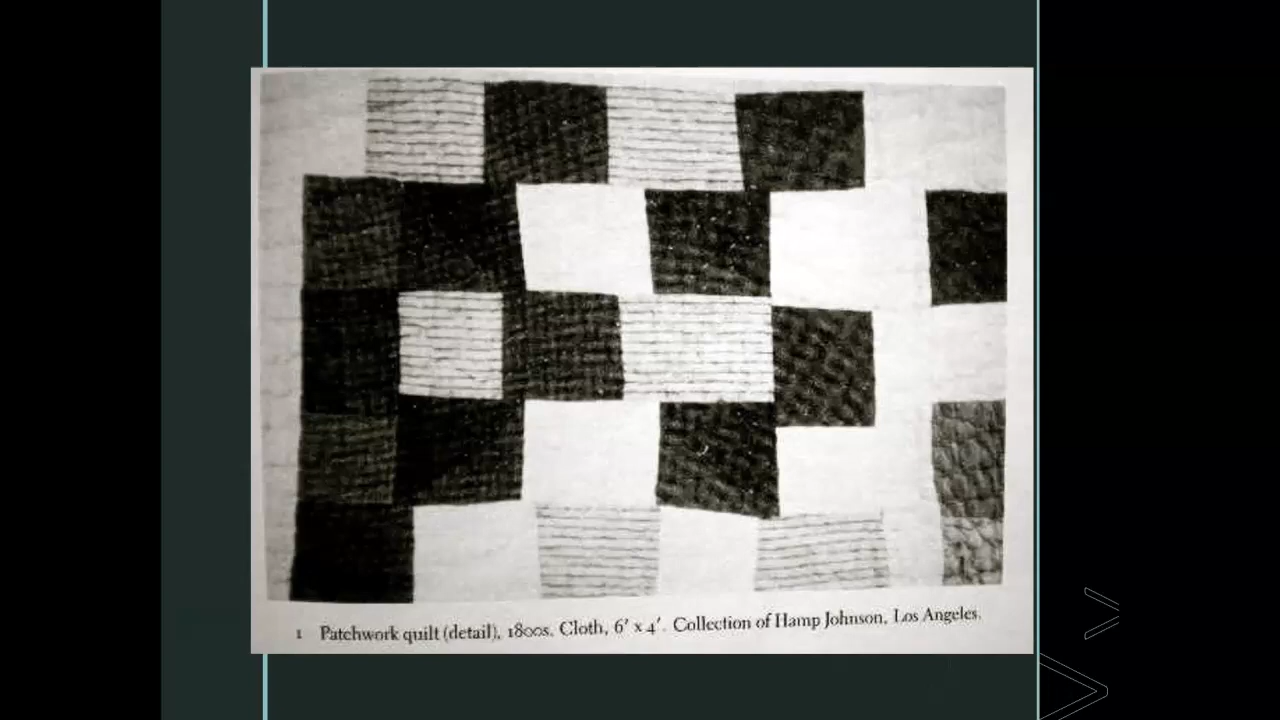 1 Patchwork quilt (detail), 1800s. Cloth, 6' x 4'. Collection of Hamp Johnson, Los Angeles.